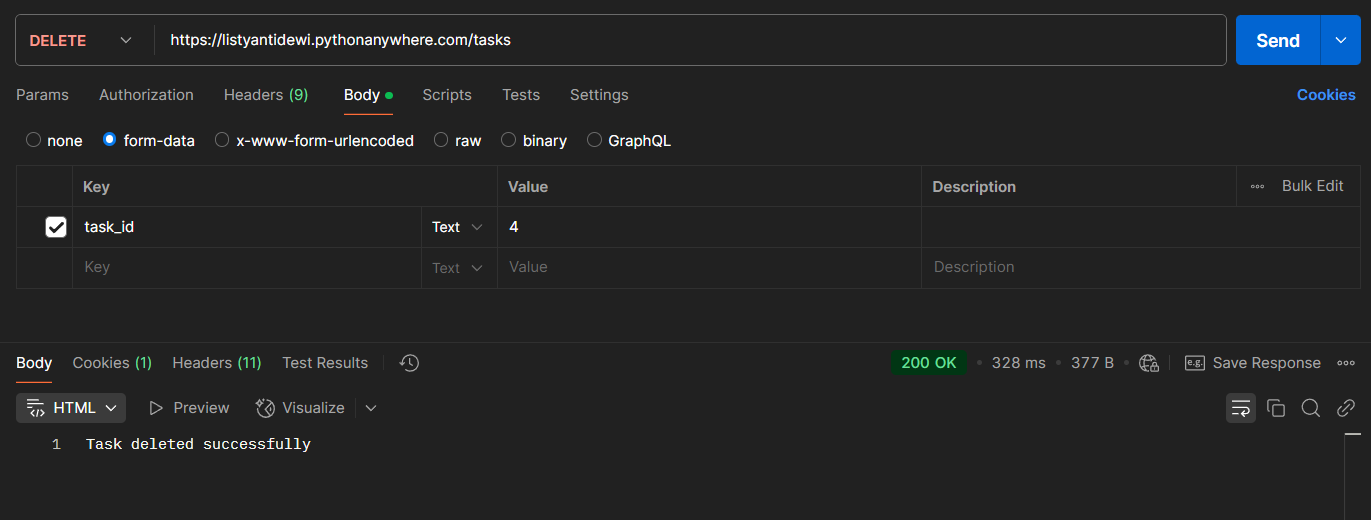 DELETE https://listyantidewi.pythonanywhere.com/tasks Send
Params Authorization Headers (9) Body Scripts Tests Settings Cookies
none form-data x-www-form-urlencoded raw binary GraphQL
Key Value Description Bulk Edit
task_id Text 4
Key Text Value Description
Body Cookies (1) Headers (11) Test Results 200 OK 328 ms 377 B e.g. Save Response
HTML Preview Visualize
1 Task deleted successfully